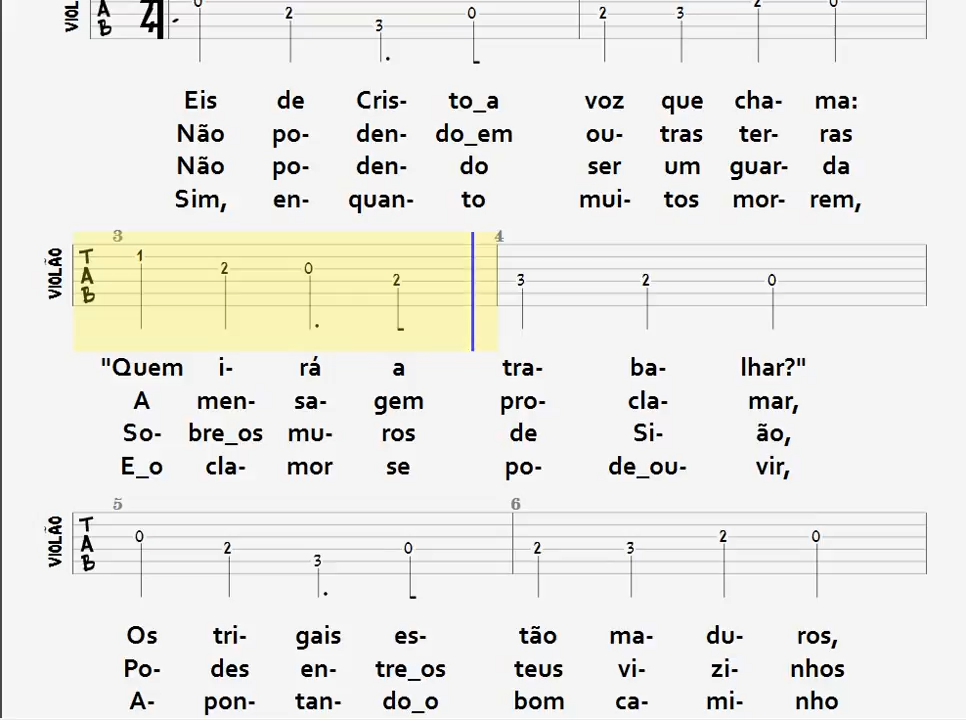 VIOLÃO TAB 4 0 2 3 0 2 3 2 0
Eis de Cris- to_a voz que cha- ma:
Não po- den- do_em ou- tras ter- ras
Não po- den- do ser um guar- da
Sim, en- quan- to mui- tos mor- rem,
3 4
VIOLÃO TAB 1 2 0 2 3 2 0
"Quem i- rá a tra- ba- lhar?"
A men- sa- gem pro- cla- mar,
So- bre_os mu- ros de Si- ão,
E_o cla- mor se po- de_ou- vir,
5 6
VIOLÃO TAB 0 2 3 0 2 3 2 0
Os tri- gais es- tão ma- du- ros,
Po- des en- tre_os teus vi- zi- nhos
A- pon- tan- do_o bom ca- mi- nho